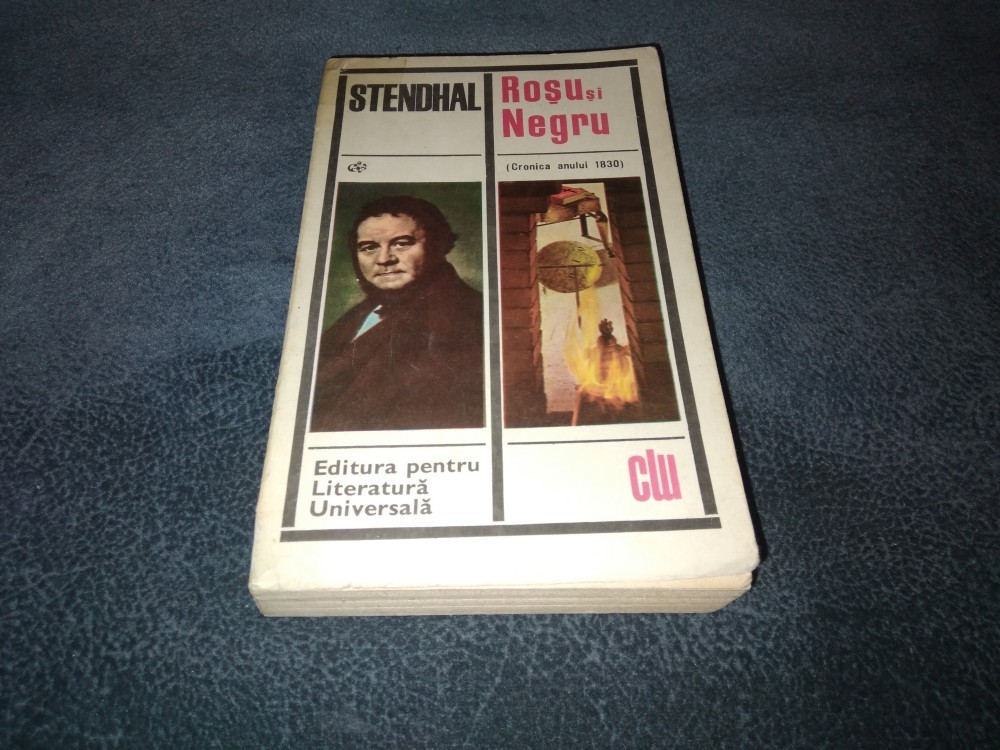 STENDHAL
Roșu și
Negru
(Cronica anului 1830)
Editura pentru
Literatură
Universală
clu